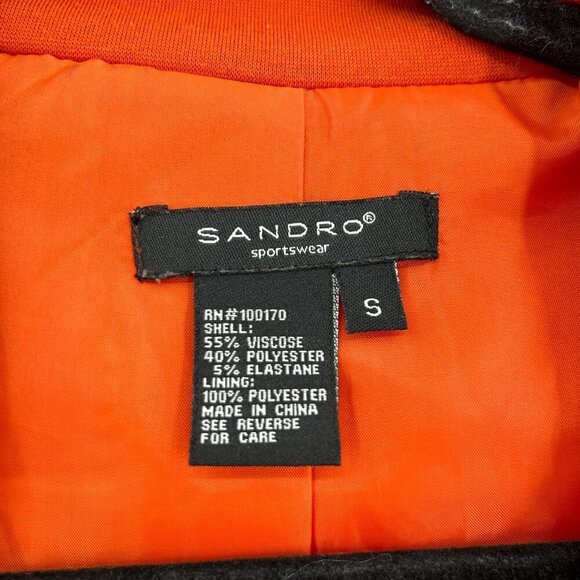 SANDRO®
sportswear
S
RN#100170
SHELL:
55% VISCOSE
40% POLYESTER
5% ELASTANE
LINING:
100% POLYESTER
MADE IN CHINA
SEE REVERSE
FOR CARE